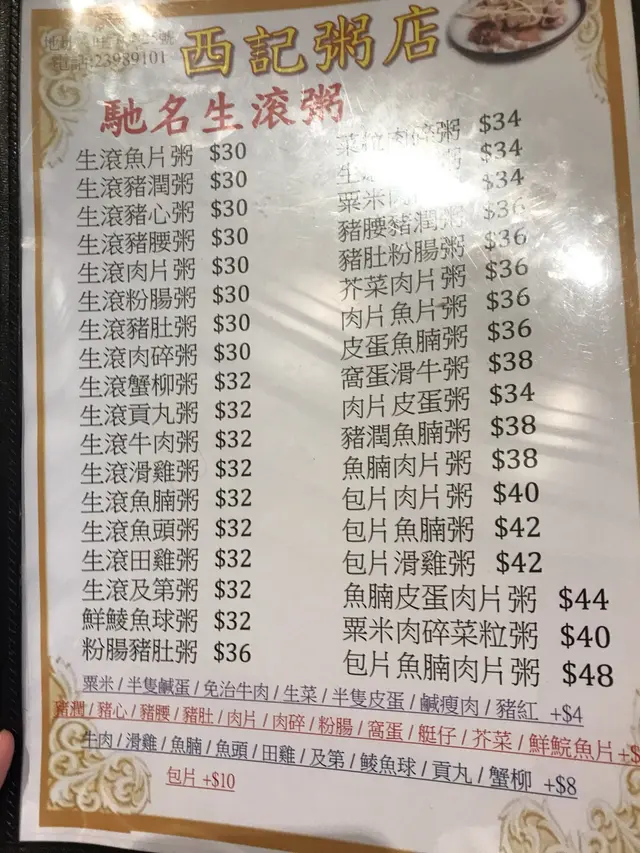 電話:23989101
西記粥店
馳名生滾粥
生滾魚片粥 $30
生滾豬潤粥 $30
生滾豬心粥 $30
生滾豬腰粥 $30
生滾肉片粥 $30
生滾粉腸粥 $30
生滾豬肚粥 $30
生滾肉碎粥 $30
生滾蟹柳粥 $32
生滾貢丸粥 $32
生滾牛肉粥 $32
生滾滑雞粥 $32
生滾魚腩粥 $32
生滾魚頭粥 $32
生滾田雞粥 $32
生滾及第粥 $32
鮮鯪魚球粥 $32
粉腸豬肚粥 $36
菜粒肉碎粥 $34
生 粥 $34
粟米肉 $34
豬腰豬潤粥 $36
豬肚粉腸粥 $36
芥菜肉片粥 $36
肉片魚片粥 $36
皮蛋魚腩粥 $36
窩蛋滑牛粥 $38
肉片皮蛋粥 $34
豬潤魚腩粥 $38
魚腩肉片粥 $38
包片肉片粥 $40
包片魚腩粥 $42
包片滑雞粥 $42
魚腩皮蛋肉片粥 $44
粟米肉碎菜粒粥 $40
包片魚腩肉片粥 $48
粟米/半隻鹹蛋/免治牛肉/生菜/半隻皮蛋/鹹瘦肉/豬紅 +$4
豬潤/豬心/豬腰/豬肚/肉片/肉碎/粉腸/窩蛋/艇仔/芥菜/鮮鯇魚片+$
牛肉/滑雞/魚腩/魚頭/田雞/及第/鯪魚球/貢丸/蟹柳 +$8
包片 +$10